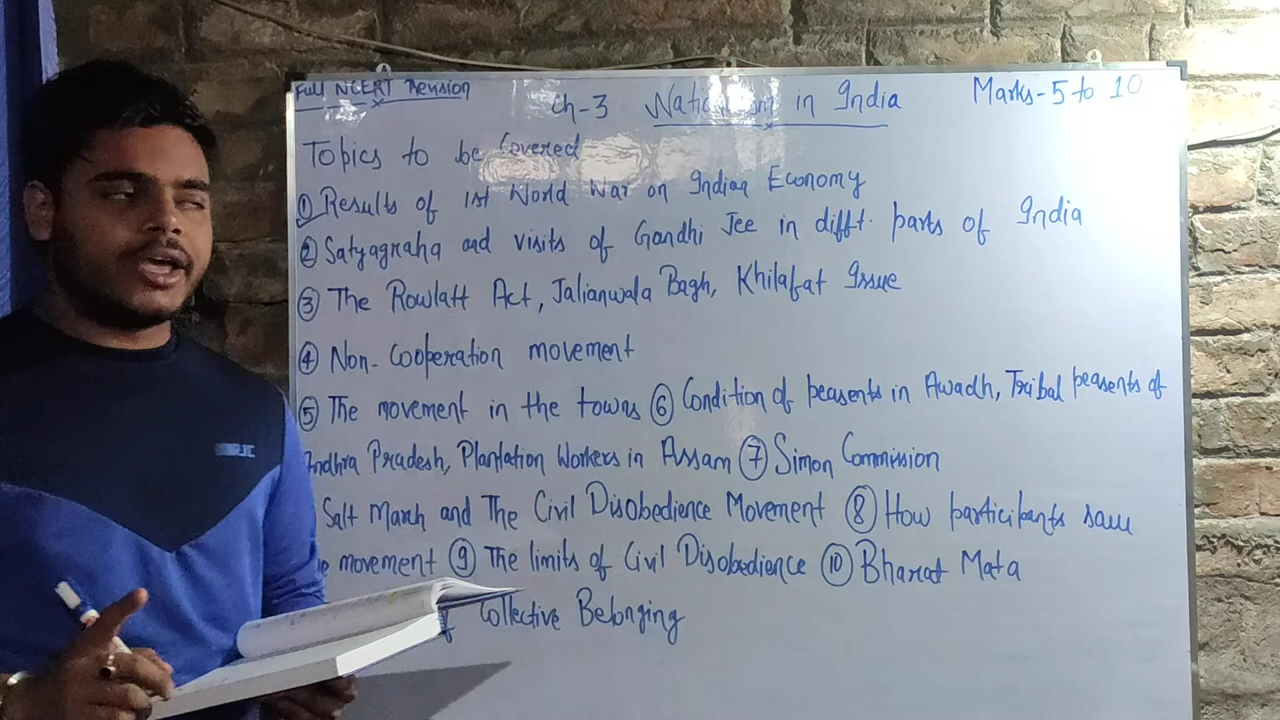 Full NCERT Revision
Ch-3 Nationalism in India
Marks-5 to 10
Topics to be Covered
① Results of 1st World War on Indian Economy
② Satyagraha and visits of Gandhi Jee in difft. parts of India
③ The Rowlatt Act, Jalianwala Bagh, Khilafat Issue
④ Non-Cooperation movement
⑤ The movement in the towns ⑥ Condition of peasents in Awadh, Tribal peasents of
Andhra Pradesh, Plantation Workers in Assam ⑦ Simon Commission
Salt March and The Civil Disobedience Movement ⑧ How participants saw
movement ⑨ The limits of Civil Disobedience ⑩ Bharat Mata
of Collective Belonging